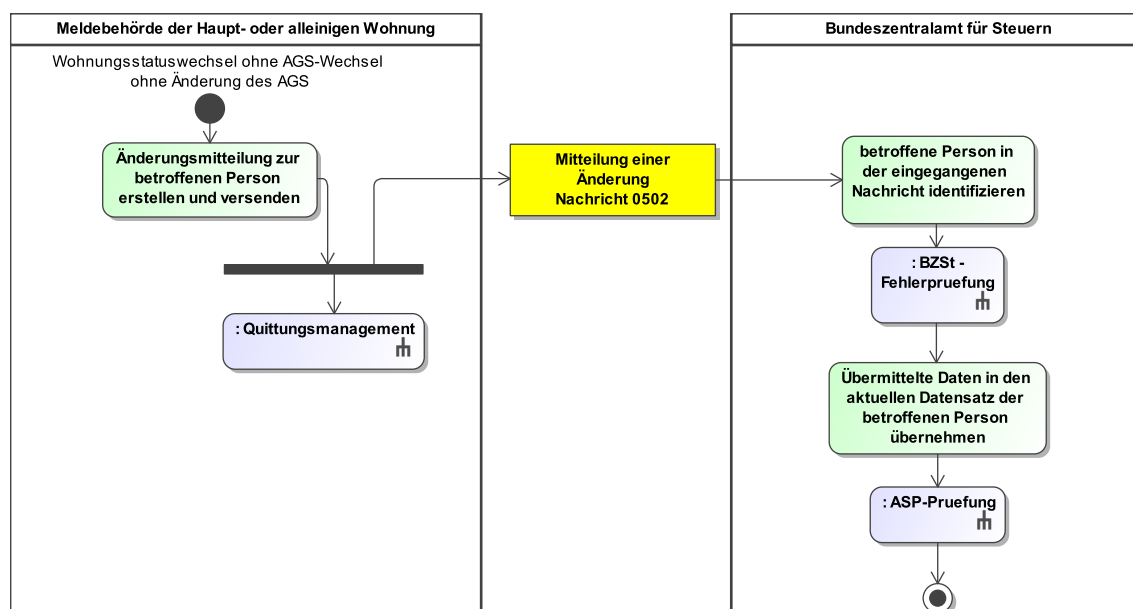 Meldebehörde der Haupt- oder alleinigen Wohnung
Wohnungsstatuswechsel ohne AGS-Wechsel
ohne Änderung des AGS
Änderungsmitteilung zur
betroffenen Person
erstellen und versenden
: Quittungsmanagement
Mitteilung einer
Änderung
Nachricht 0502
Bundeszentralamt für Steuern
betroffene Person in
der eingegangenen
Nachricht identifizieren
: BZSt -
Fehlerpruefung
Übermittelte Daten in den
aktuellen Datensatz der
betroffenen Person
übernehmen
: ASP-Pruefung